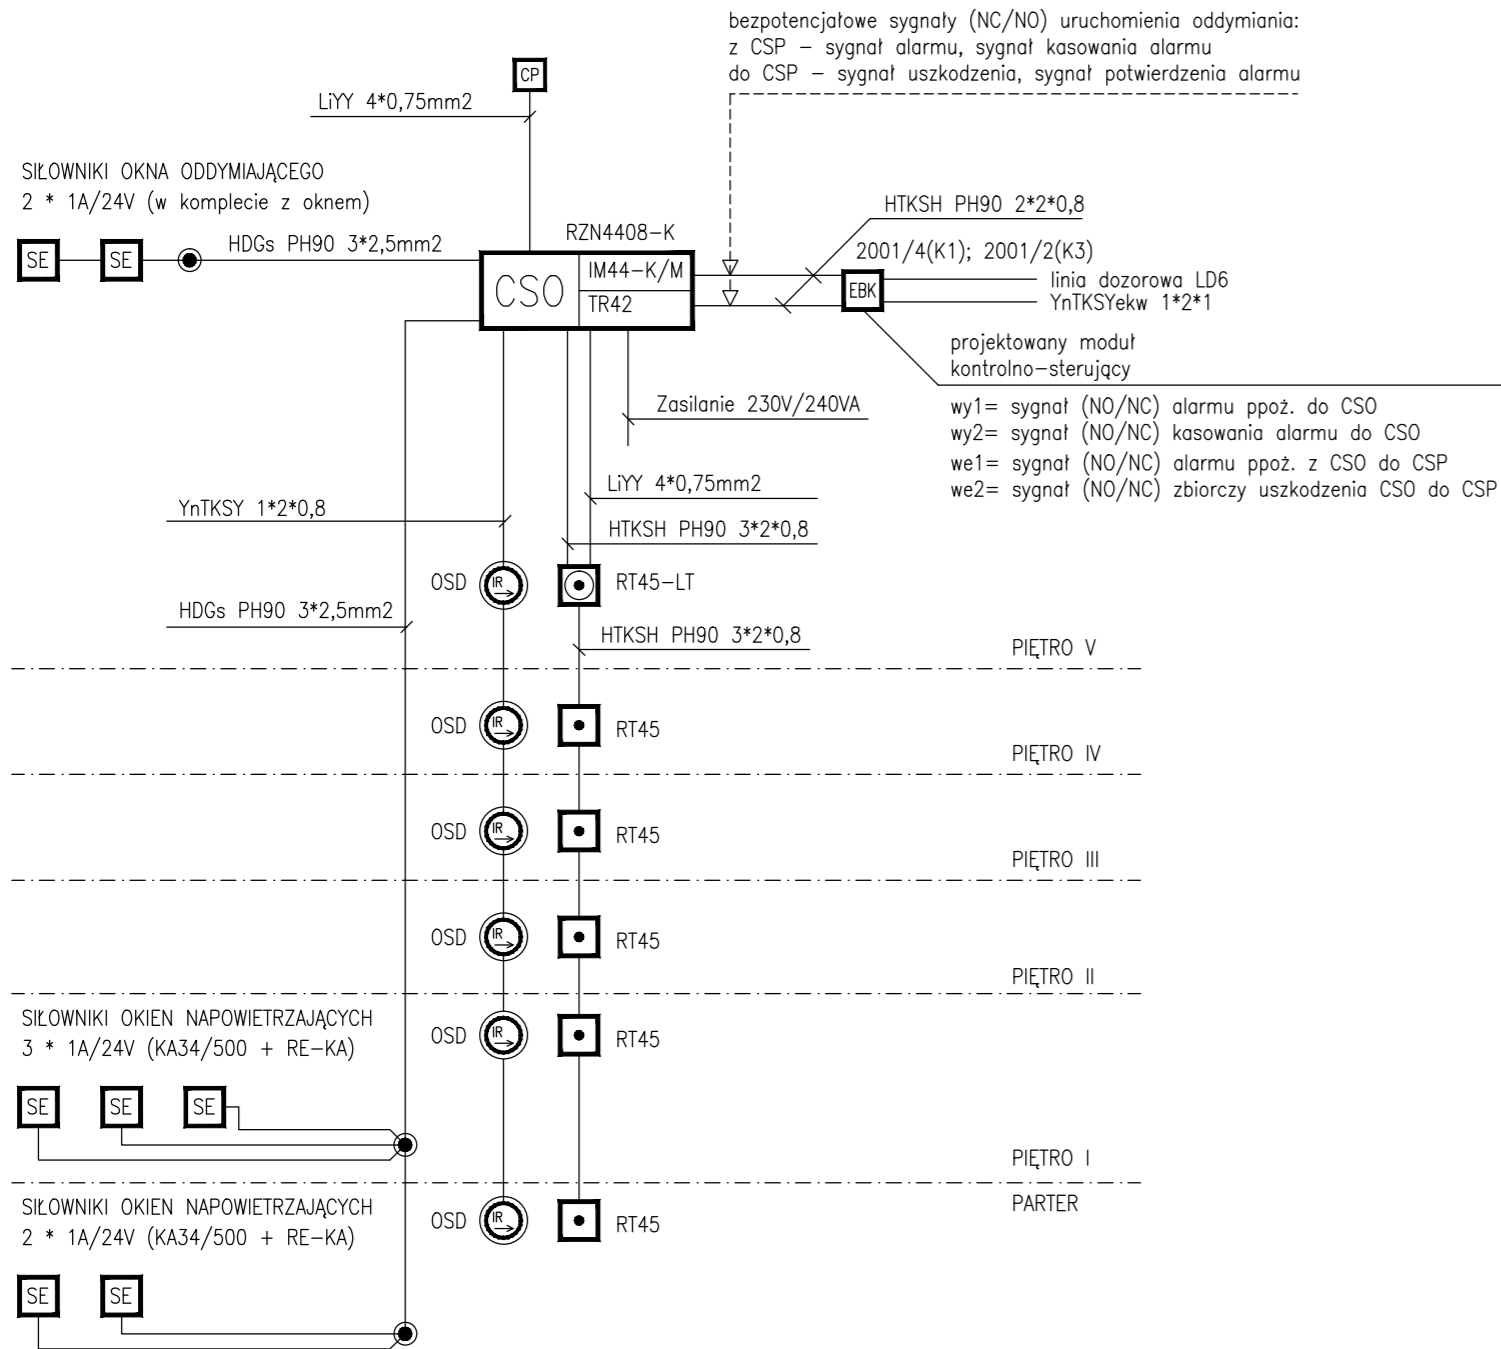 bezpotencjałowe sygnały (NC/NO) uruchomienia oddymiania:
z CSP – sygnał alarmu, sygnał kasowania alarmu
do CSP – sygnał uszkodzenia, sygnał potwierdzenia alarmu
CP
LiYY 4*0,75mm2
SIŁOWNIKI OKNA ODDYMIAJĄCEGO
2 * 1A/24V (w komplecie z oknem)
HTKSH PH90 2*2*0,8
RZN4408-K
HDGs PH90 3*2,5mm2
2001/4(K1); 2001/2(K3)
SE
SE
CSO
IM44-K/M
TR42
EBK
linia dozorowa LD6
YnTKSYekw 1*2*1
projektowany moduł
kontrolno-sterujący
Zasilanie 230V/240VA
wy1= sygnał (NO/NC) alarmu ppoż. do CSO
wy2= sygnał (NO/NC) kasowania alarmu do CSO
we1= sygnał (NO/NC) alarmu ppoż. z CSO do CSP
we2= sygnał (NO/NC) zbiorczy uszkodzenia CSO do CSP
LiYY 4*0,75mm2
YnTKSY 1*2*0,8
HTKSH PH90 3*2*0,8
OSD
IR
RT45-LT
HDGs PH90 3*2,5mm2
HTKSH PH90 3*2*0,8
PIĘTRO V
OSD
IR
RT45
PIĘTRO IV
OSD
IR
RT45
PIĘTRO III
OSD
IR
RT45
PIĘTRO II
SIŁOWNIKI OKIEN NAPOWIETRZAJĄCYCH
3 * 1A/24V (KA34/500 + RE-KA)
OSD
IR
RT45
SE
SE
SE
PIĘTRO I
SIŁOWNIKI OKIEN NAPOWIETRZAJĄCYCH
2 * 1A/24V (KA34/500 + RE-KA)
PARTER
OSD
IR
RT45
SE
SE